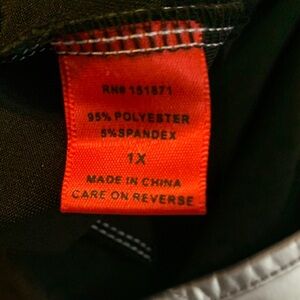 RN# 151871
95% POLYESTER
5%SPANDEX
1X
MADE IN CHINA
CARE ON REVERSE